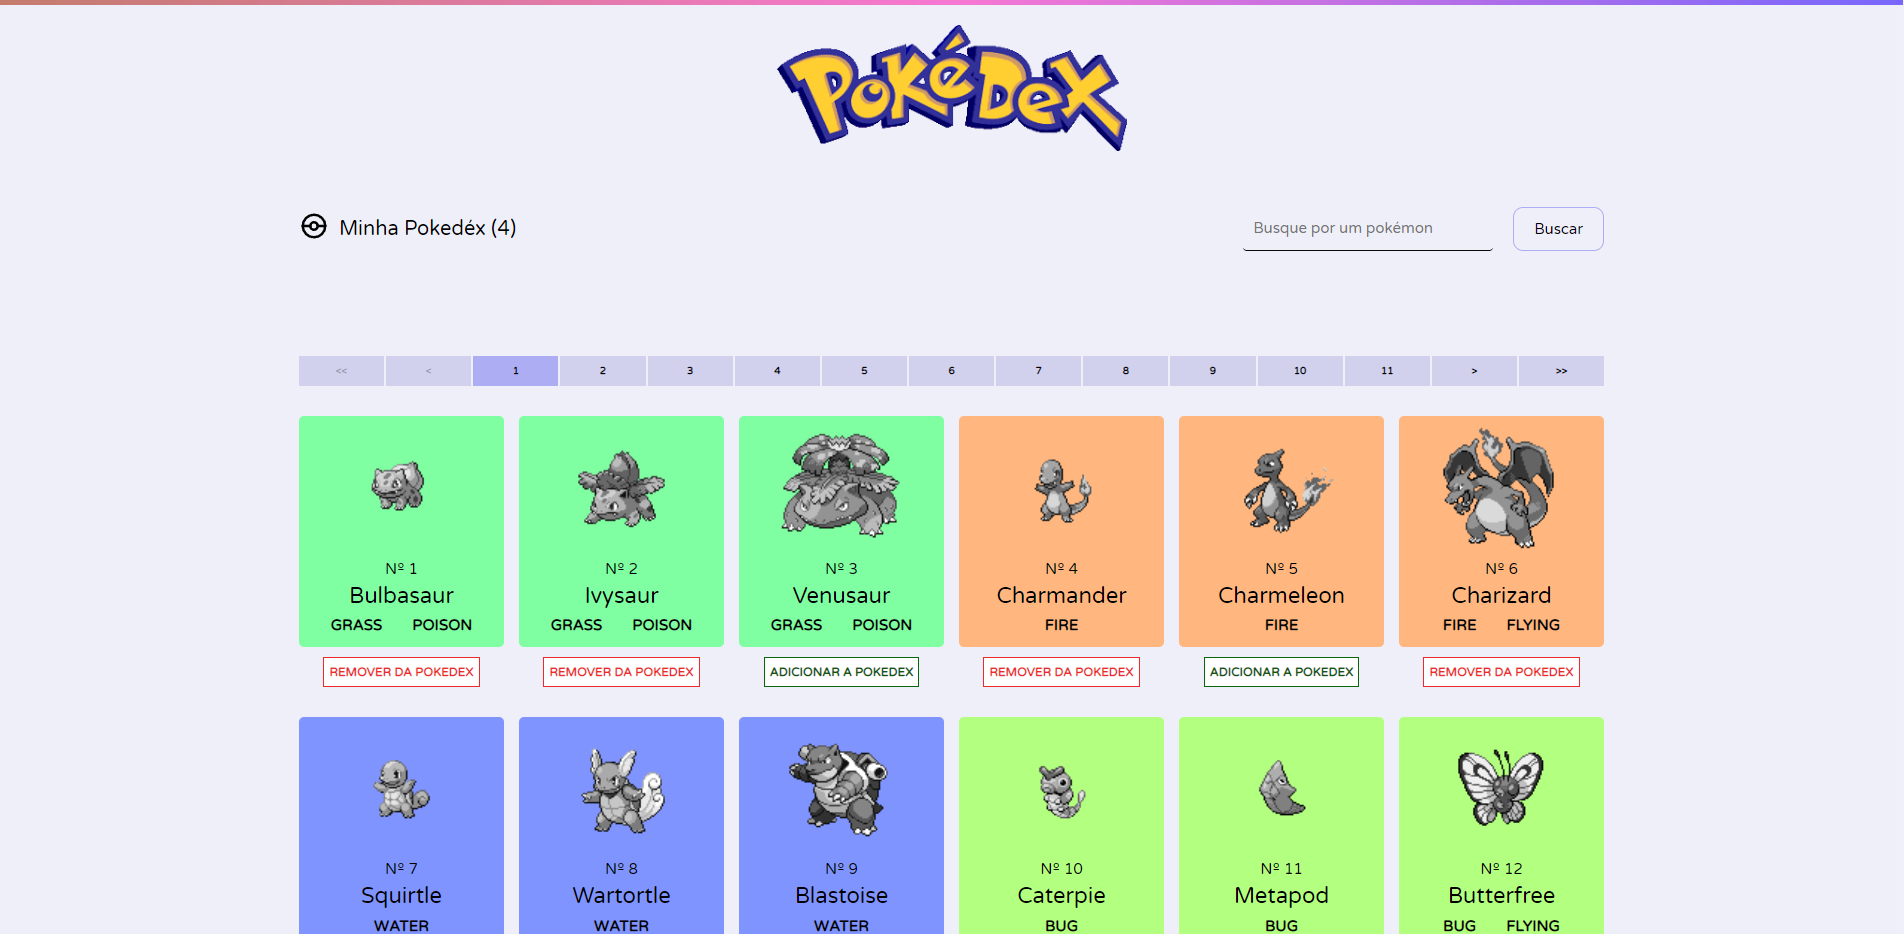 PoKéDex
Minha Pokedéx (4)
Busque por um pokémon
Buscar
<< < 1 2 3 4 5 6 7 8 9 10 11 > >>
Nº 1
Bulbasaur
GRASS POISON
REMOVER DA POKEDEX
Nº 2
Ivysaur
GRASS POISON
REMOVER DA POKEDEX
Nº 3
Venusaur
GRASS POISON
ADICIONAR A POKEDEX
Nº 4
Charmander
FIRE
REMOVER DA POKEDEX
Nº 5
Charmeleon
FIRE
ADICIONAR A POKEDEX
Nº 6
Charizard
FIRE FLYING
REMOVER DA POKEDEX
Nº 7
Squirtle
WATER
Nº 8
Wartortle
WATER
Nº 9
Blastoise
WATER
Nº 10
Caterpie
BUG
Nº 11
Metapod
BUG
Nº 12
Butterfree
BUG FLYING